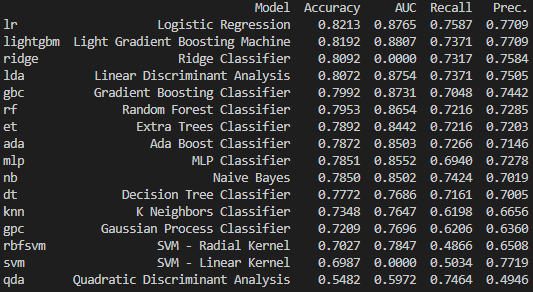 Model Accuracy AUC Recall Prec.
lr Logistic Regression 0.8213 0.8765 0.7587 0.7709
lightgbm Light Gradient Boosting Machine 0.8192 0.8807 0.7371 0.7709
ridge Ridge Classifier 0.8092 0.0000 0.7317 0.7584
lda Linear Discriminant Analysis 0.8072 0.8754 0.7371 0.7505
gbc Gradient Boosting Classifier 0.7992 0.8731 0.7048 0.7442
rf Random Forest Classifier 0.7953 0.8654 0.7216 0.7285
et Extra Trees Classifier 0.7892 0.8442 0.7216 0.7203
ada Ada Boost Classifier 0.7872 0.8503 0.7266 0.7146
mlp MLP Classifier 0.7851 0.8552 0.6940 0.7278
nb Naive Bayes 0.7850 0.8502 0.7424 0.7019
dt Decision Tree Classifier 0.7772 0.7686 0.7161 0.7005
knn K Neighbors Classifier 0.7348 0.7647 0.6198 0.6656
gpc Gaussian Process Classifier 0.7209 0.7696 0.6206 0.6360
rbfsvm SVM - Radial Kernel 0.7027 0.7847 0.4866 0.6508
svm SVM - Linear Kernel 0.6987 0.0000 0.5034 0.7719
qda Quadratic Discriminant Analysis 0.5482 0.5972 0.7464 0.4946